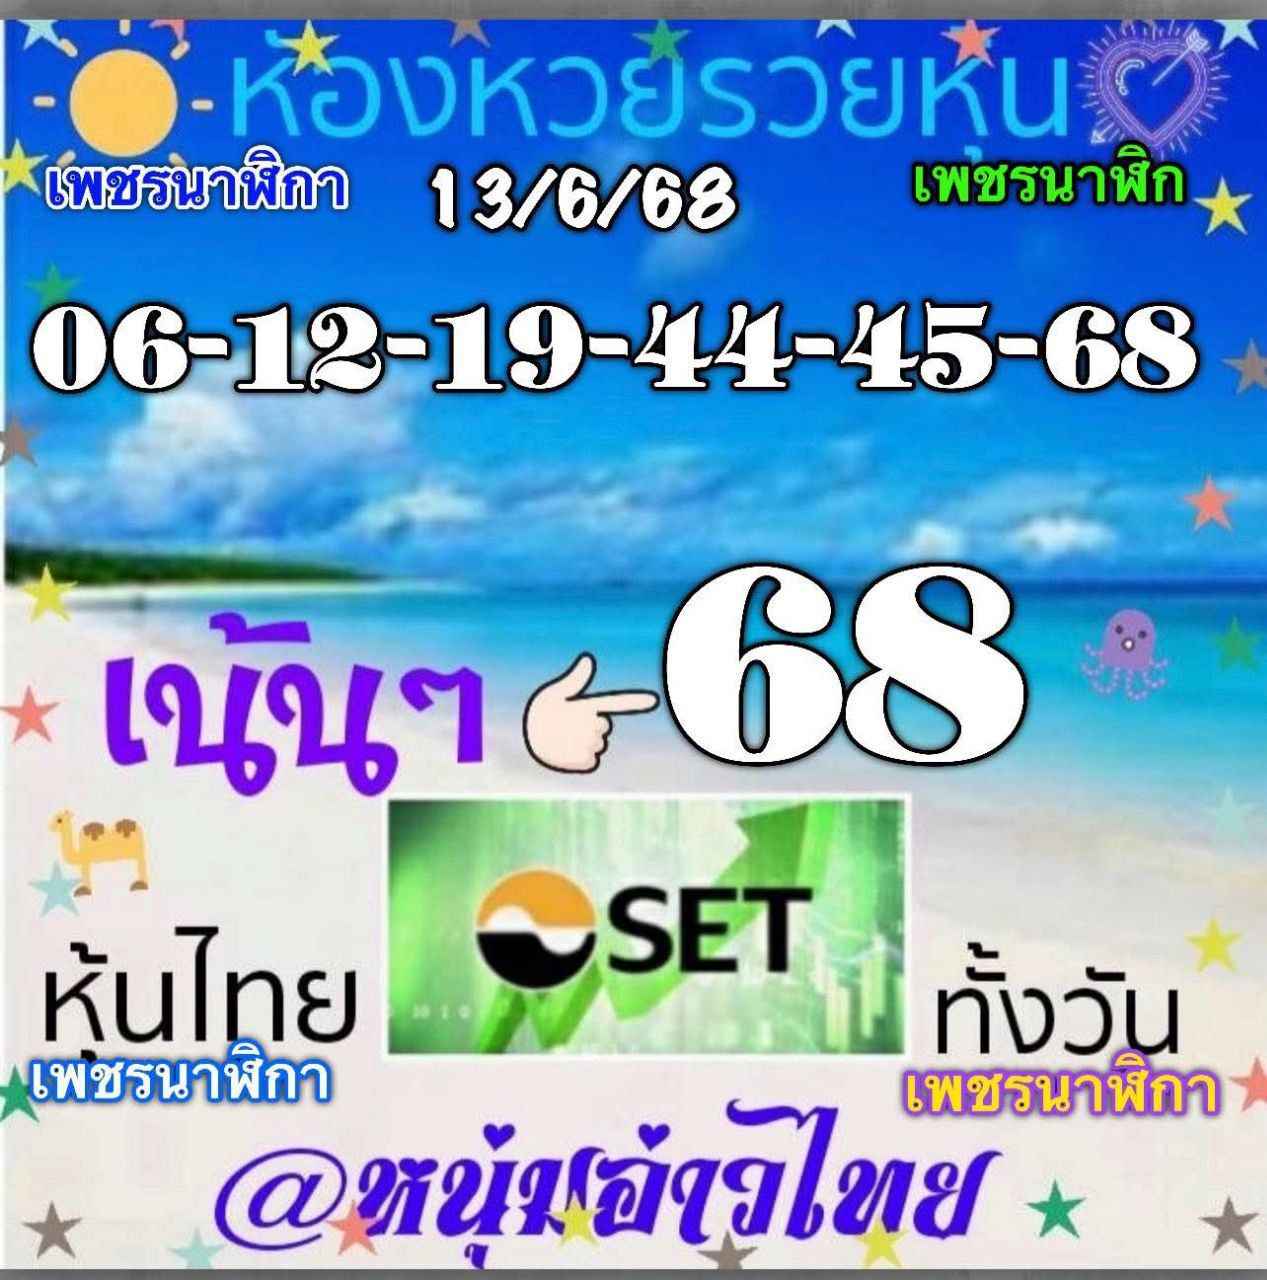 ห้องหวยรวยหุ้น
เพชรนาฬิกา 13/6/68 เพชรนาฬิก
06-12-19-44-45-68
เน้นๆ 68
SET
หุ้นไทย ทั้งวัน
เพชรนาฬิกา เพชรนาฬิกา
@หนุ่มอ่าวไทย